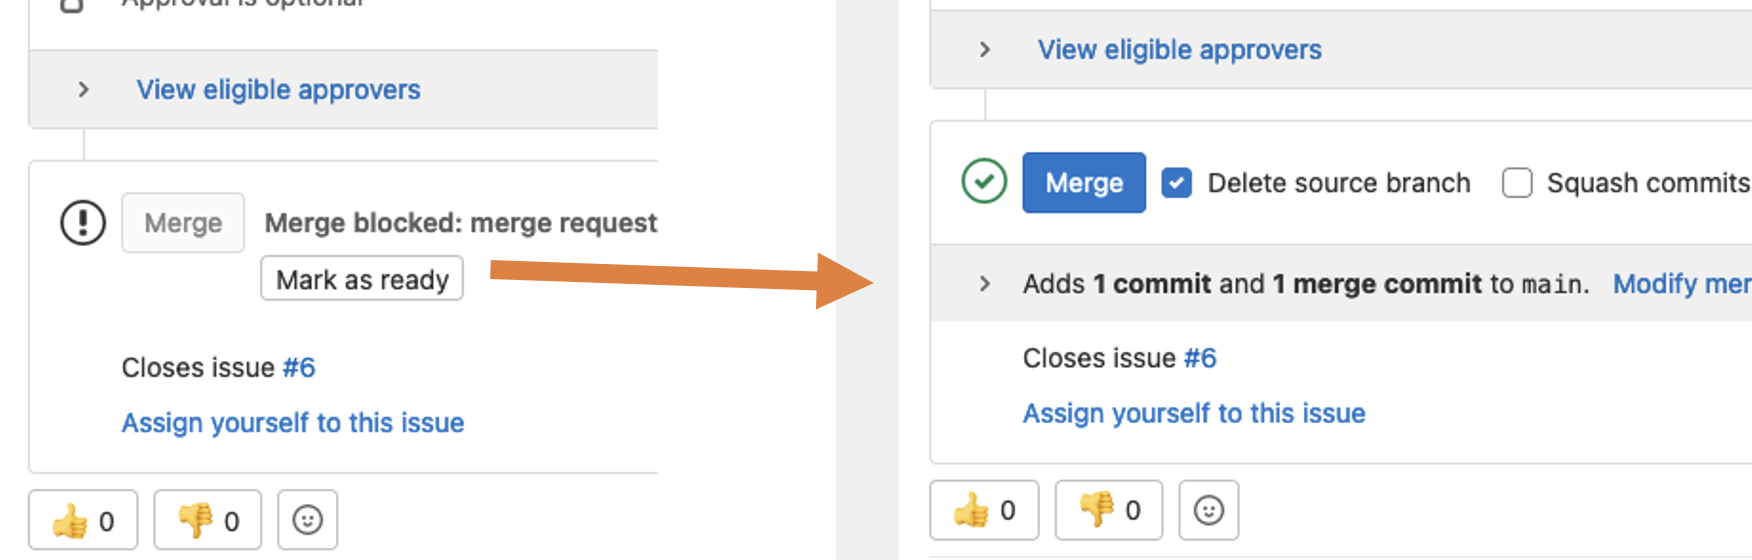 Approval is optional
View eligible approvers
Merge
Merge blocked: merge request
Mark as ready
Closes issue #6
Assign yourself to this issue
0
0
View eligible approvers
Merge
Delete source branch
Squash commits
Adds 1 commit and 1 merge commit to main. Modify mer
Closes issue #6
Assign yourself to this issue
0
0